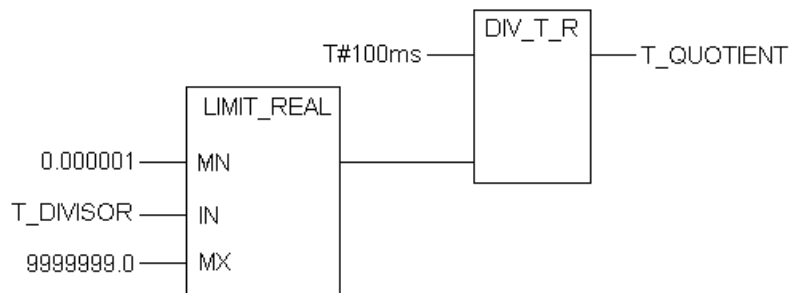 DIV_T_R
T#100ms
T_QUOTIENT
LIMIT_REAL
0.000001
MN
T_DIVISOR
IN
9999999.0
MX